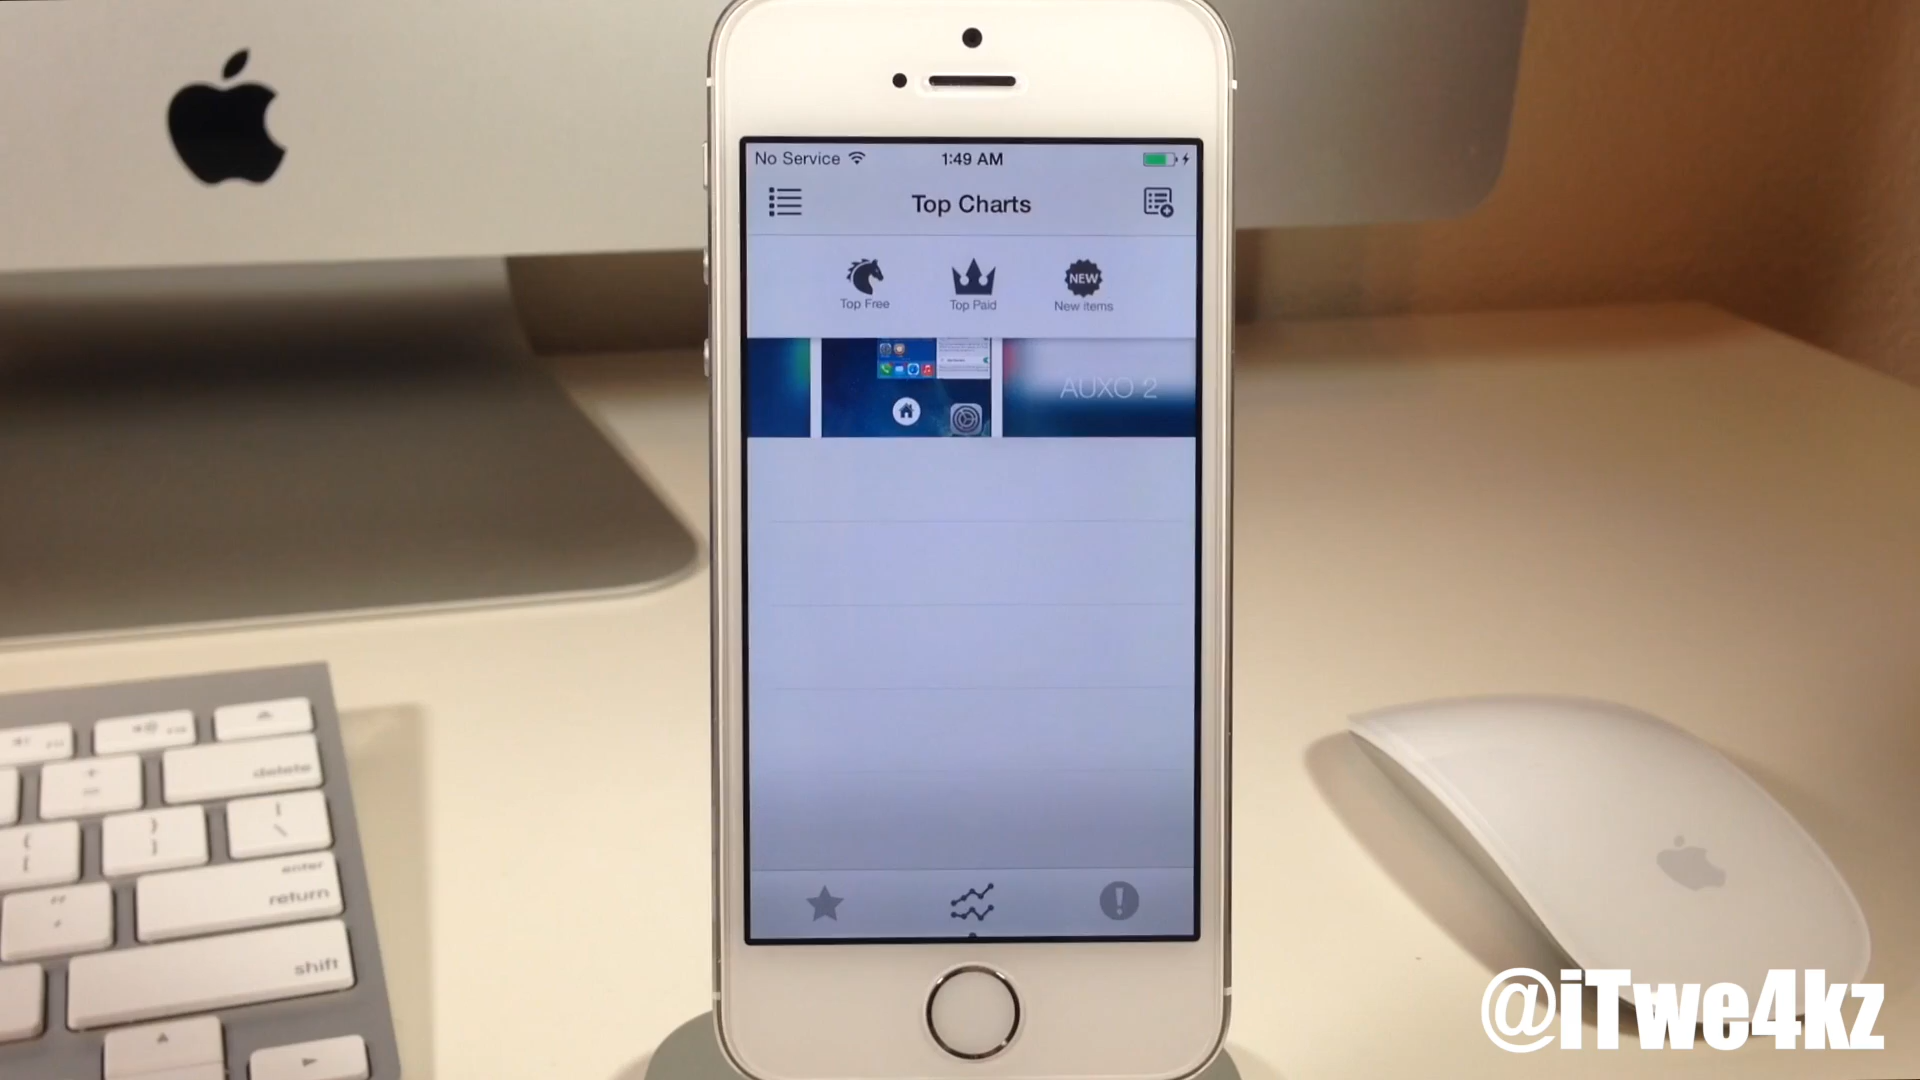 No Service
1:49 AM
Top Charts
Top Free
Top Paid
NEW
New items
AUXO 2
delete
enter
return
shift
@iTwe4kz